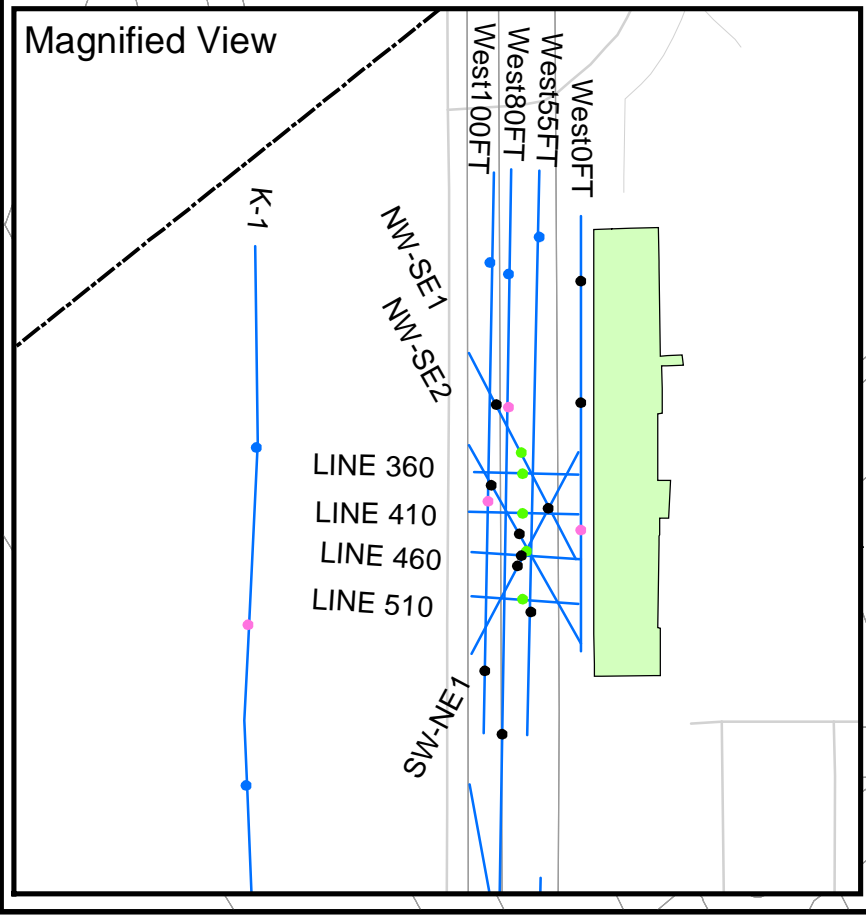 Magnified View
West100FT
West80FT
West55FT
West0FT
K-1
NW-SE1
NW-SE2
LINE 360
LINE 410
LINE 460
LINE 510
SW-NE1